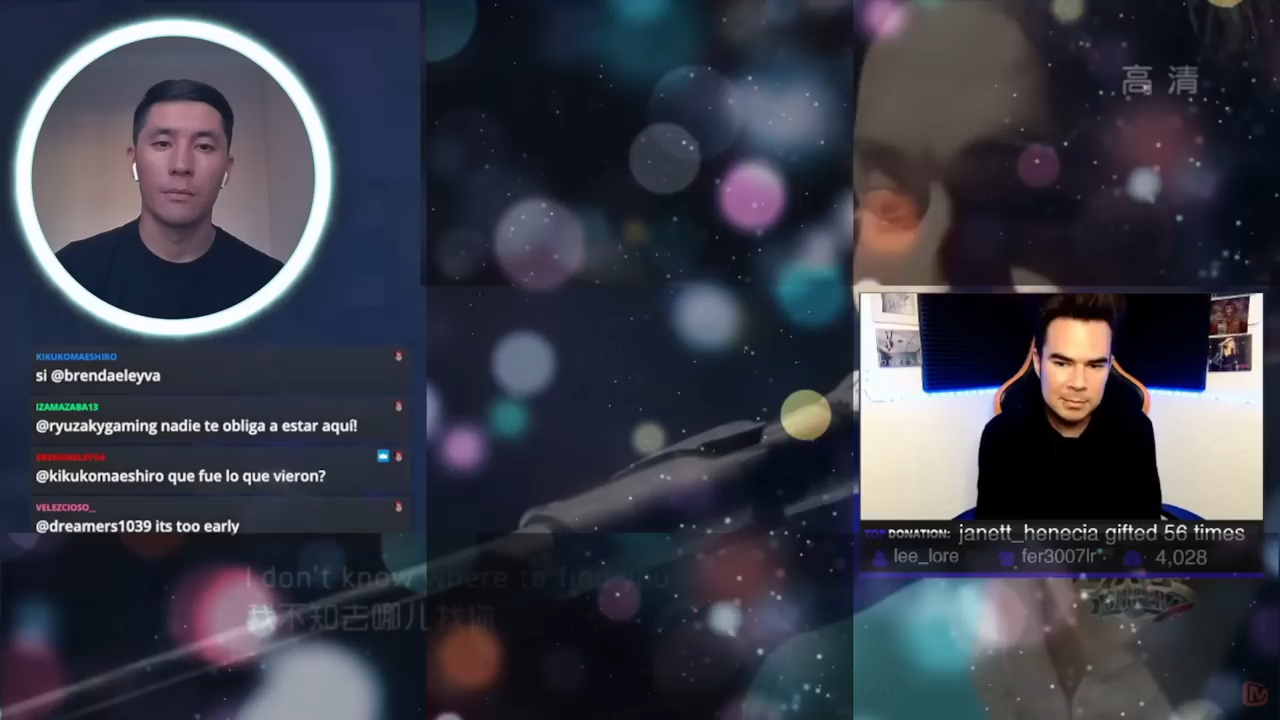 高清
KIKUKOMAESHIRO
si @brendaeleyva
IZAMAZABA13
@ryuzakygaming nadie te obliga a estar aquí!
BRENDAELEYVA
@kikukomaeshiro que fue lo que vieron?
VELEZCIOSO_
@dreamers1039 its too early
TOP DONATION: janett_henecia gifted 56 times
lee_lore fer3007lr 4,028
I don't know where to find you
我不知去哪儿找你